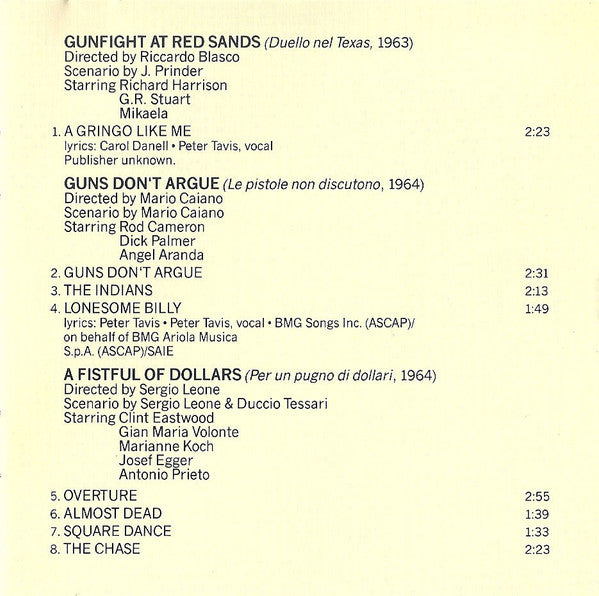 GUNFIGHT AT RED SANDS (Duello nel Texas, 1963)
Directed by Riccardo Blasco
Scenario by J. Prinder
Starring Richard Harrison
G.R. Stuart
Mikaela
1. A GRINGO LIKE ME 2:23
lyrics: Carol Danell • Peter Tavis, vocal
Publisher unknown.
GUNS DON'T ARGUE (Le pistole non discutono, 1964)
Directed by Mario Caiano
Scenario by Mario Caiano
Starring Rod Cameron
Dick Palmer
Angel Aranda
2. GUNS DON'T ARGUE 2:31
3. THE INDIANS 2:13
4. LONESOME BILLY 1:49
lyrics: Peter Tavis • Peter Tavis, vocal • BMG Songs Inc. (ASCAP)/
on behalf of BMG Ariola Musica
S.p.A. (ASCAP)/SAIE
A FISTFUL OF DOLLARS (Per un pugno di dollari, 1964)
Directed by Sergio Leone
Scenario by Sergio Leone & Duccio Tessari
Starring Clint Eastwood
Gian Maria Volonte
Marianne Koch
Josef Egger
Antonio Prieto
5. OVERTURE 2:55
6. ALMOST DEAD 1:39
7. SQUARE DANCE 1:33
8. THE CHASE 2:23